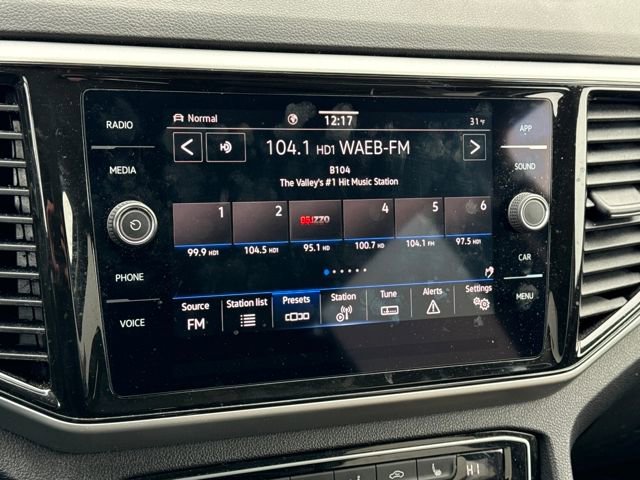 RADIO
MEDIA
PHONE
VOICE
Normal
12:17
31°F
104.1 HD1 WAEB-FM
B104
The Valley's #1 Hit Music Station
1 2 4 5 6
99.9 HD1 104.5 HD1 95.1 HD 100.7 HD 104.1 FM 97.5 HD1
Source Station list Presets Station Tune Alerts Settings
FM
APP
SOUND
CAR
MENU
HI